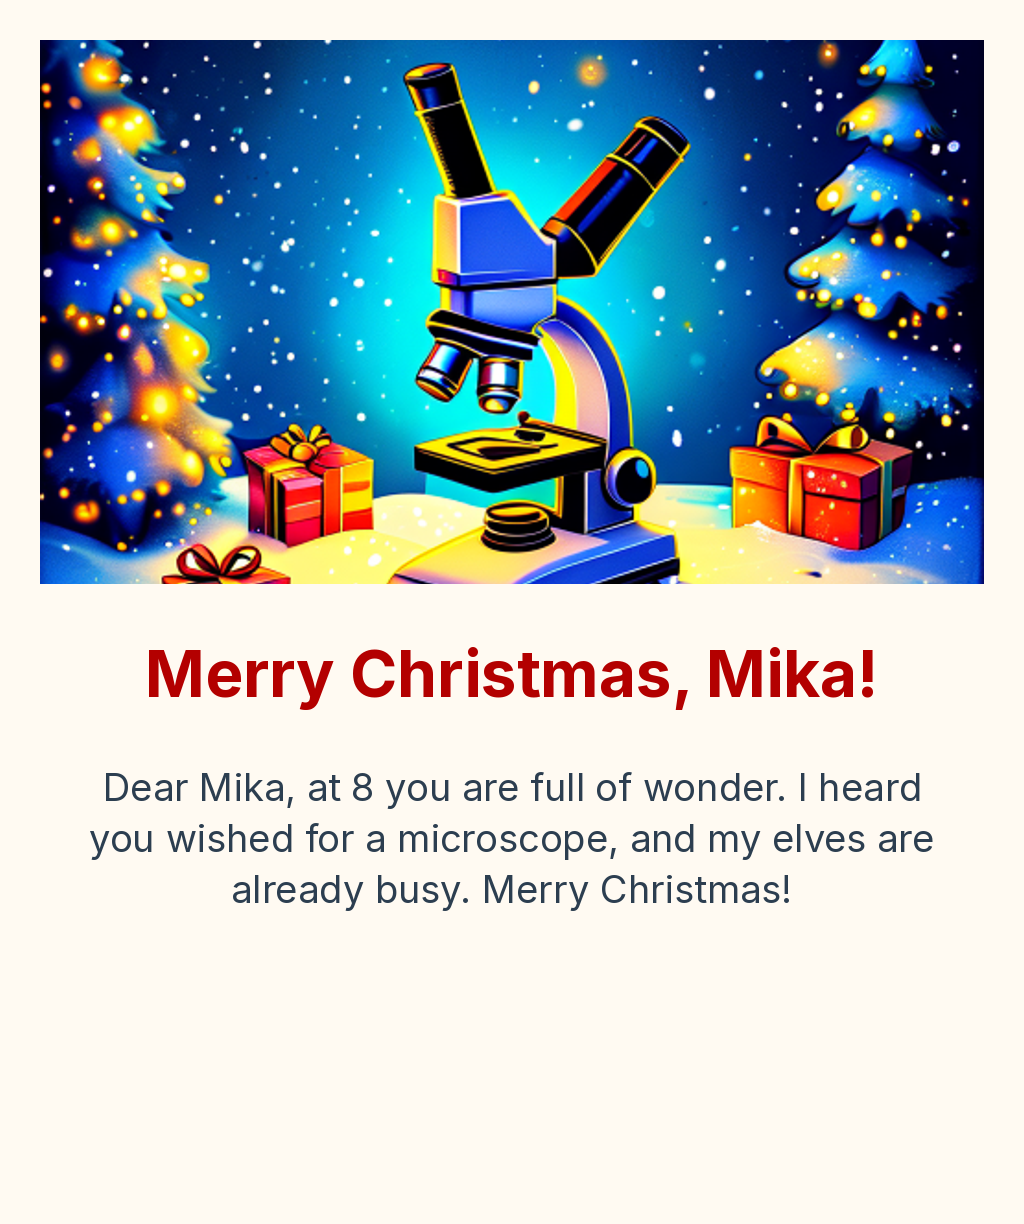 Merry Christmas, Mika!
Dear Mika, at 8 you are full of wonder. I heard
you wished for a microscope, and my elves are
already busy. Merry Christmas!